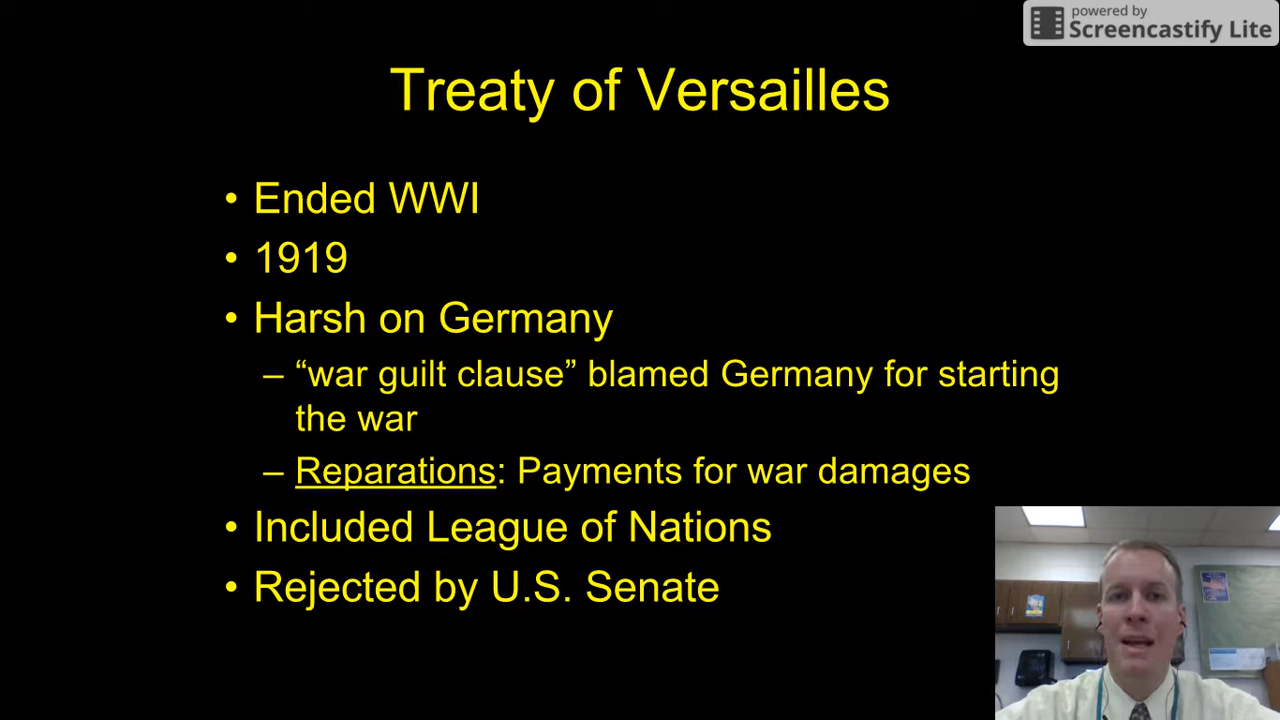 powered by
Screencastify Lite
Treaty of Versailles
• Ended WWI
• 1919
• Harsh on Germany
– “war guilt clause” blamed Germany for starting
the war
– Reparations: Payments for war damages
• Included League of Nations
• Rejected by U.S. Senate